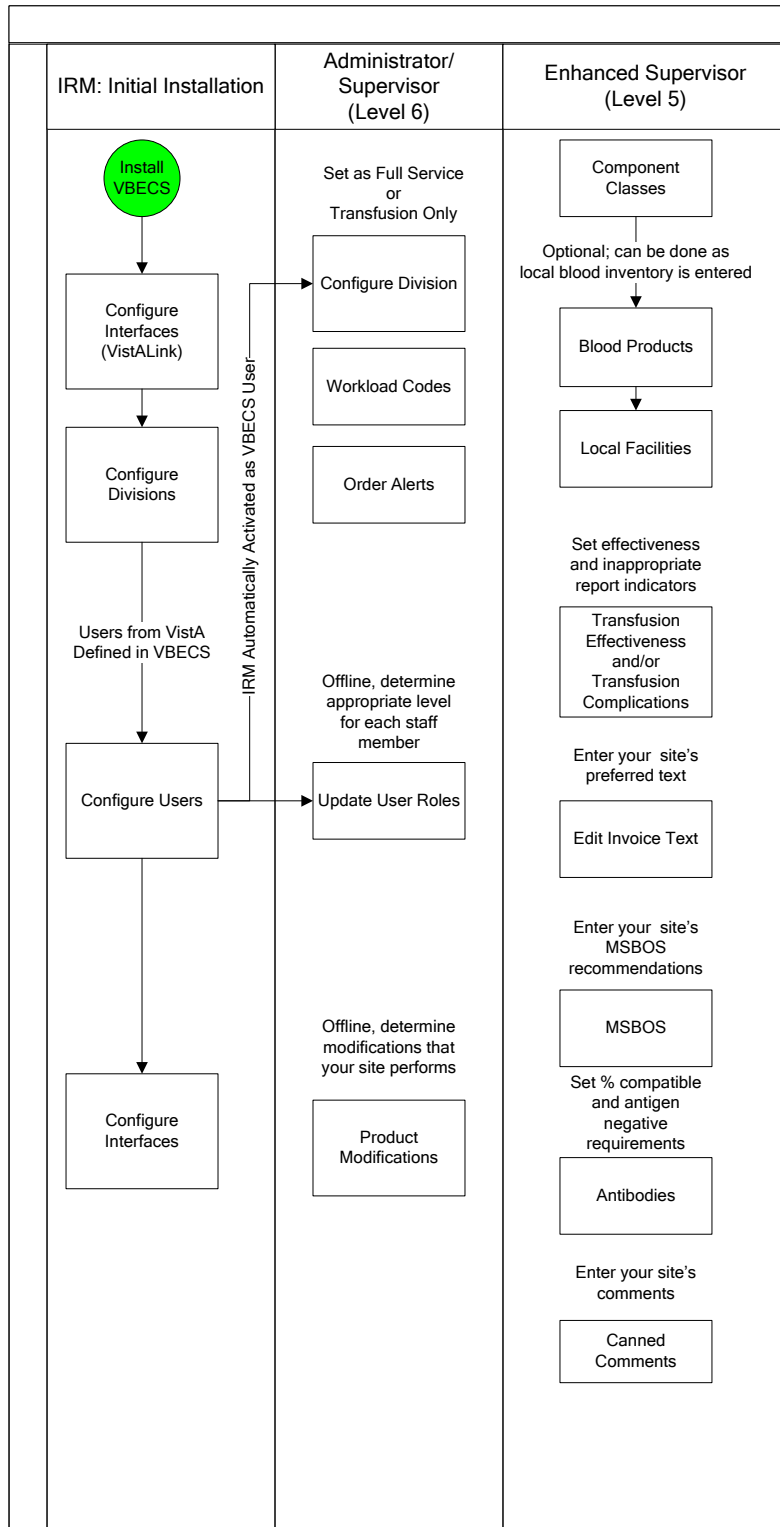 IRM: Initial Installation
Administrator/
Supervisor
(Level 6)
Enhanced Supervisor
(Level 5)
Install
VBECS
Configure
Interfaces
(VistALink)
Configure
Divisions
Users from VistA
Defined in VBECS
Configure Users
Configure
Interfaces
IRM Automatically Activated as VBECS User
Set as Full Service
or
Transfusion Only
Configure Division
Workload Codes
Order Alerts
Offline, determine
appropriate level
for each staff
member
Update User Roles
Offline, determine
modifications that
your site performs
Product
Modifications
Component
Classes
Optional; can be done as
local blood inventory is entered
Blood Products
Local Facilities
Set effectiveness
and inappropriate
report indicators
Transfusion
Effectiveness
and/or
Transfusion
Complications
Enter your site's
preferred text
Edit Invoice Text
Enter your site's
MSBOS
recommendations
MSBOS
Set % compatible
and antigen
negative
requirements
Antibodies
Enter your site's
comments
Canned
Comments